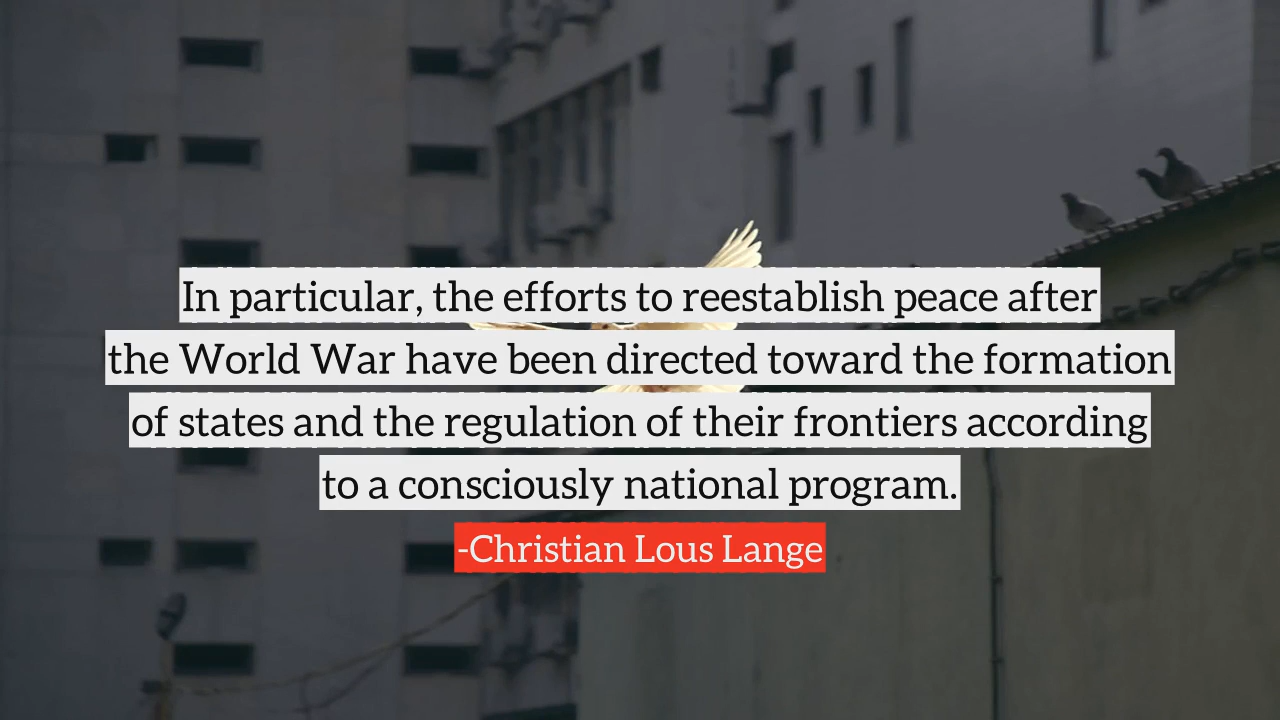 In particular, the efforts to reestablish peace after
the World War have been directed toward the formation
of states and the regulation of their frontiers according
to a consciously national program.
-Christian Lous Lange